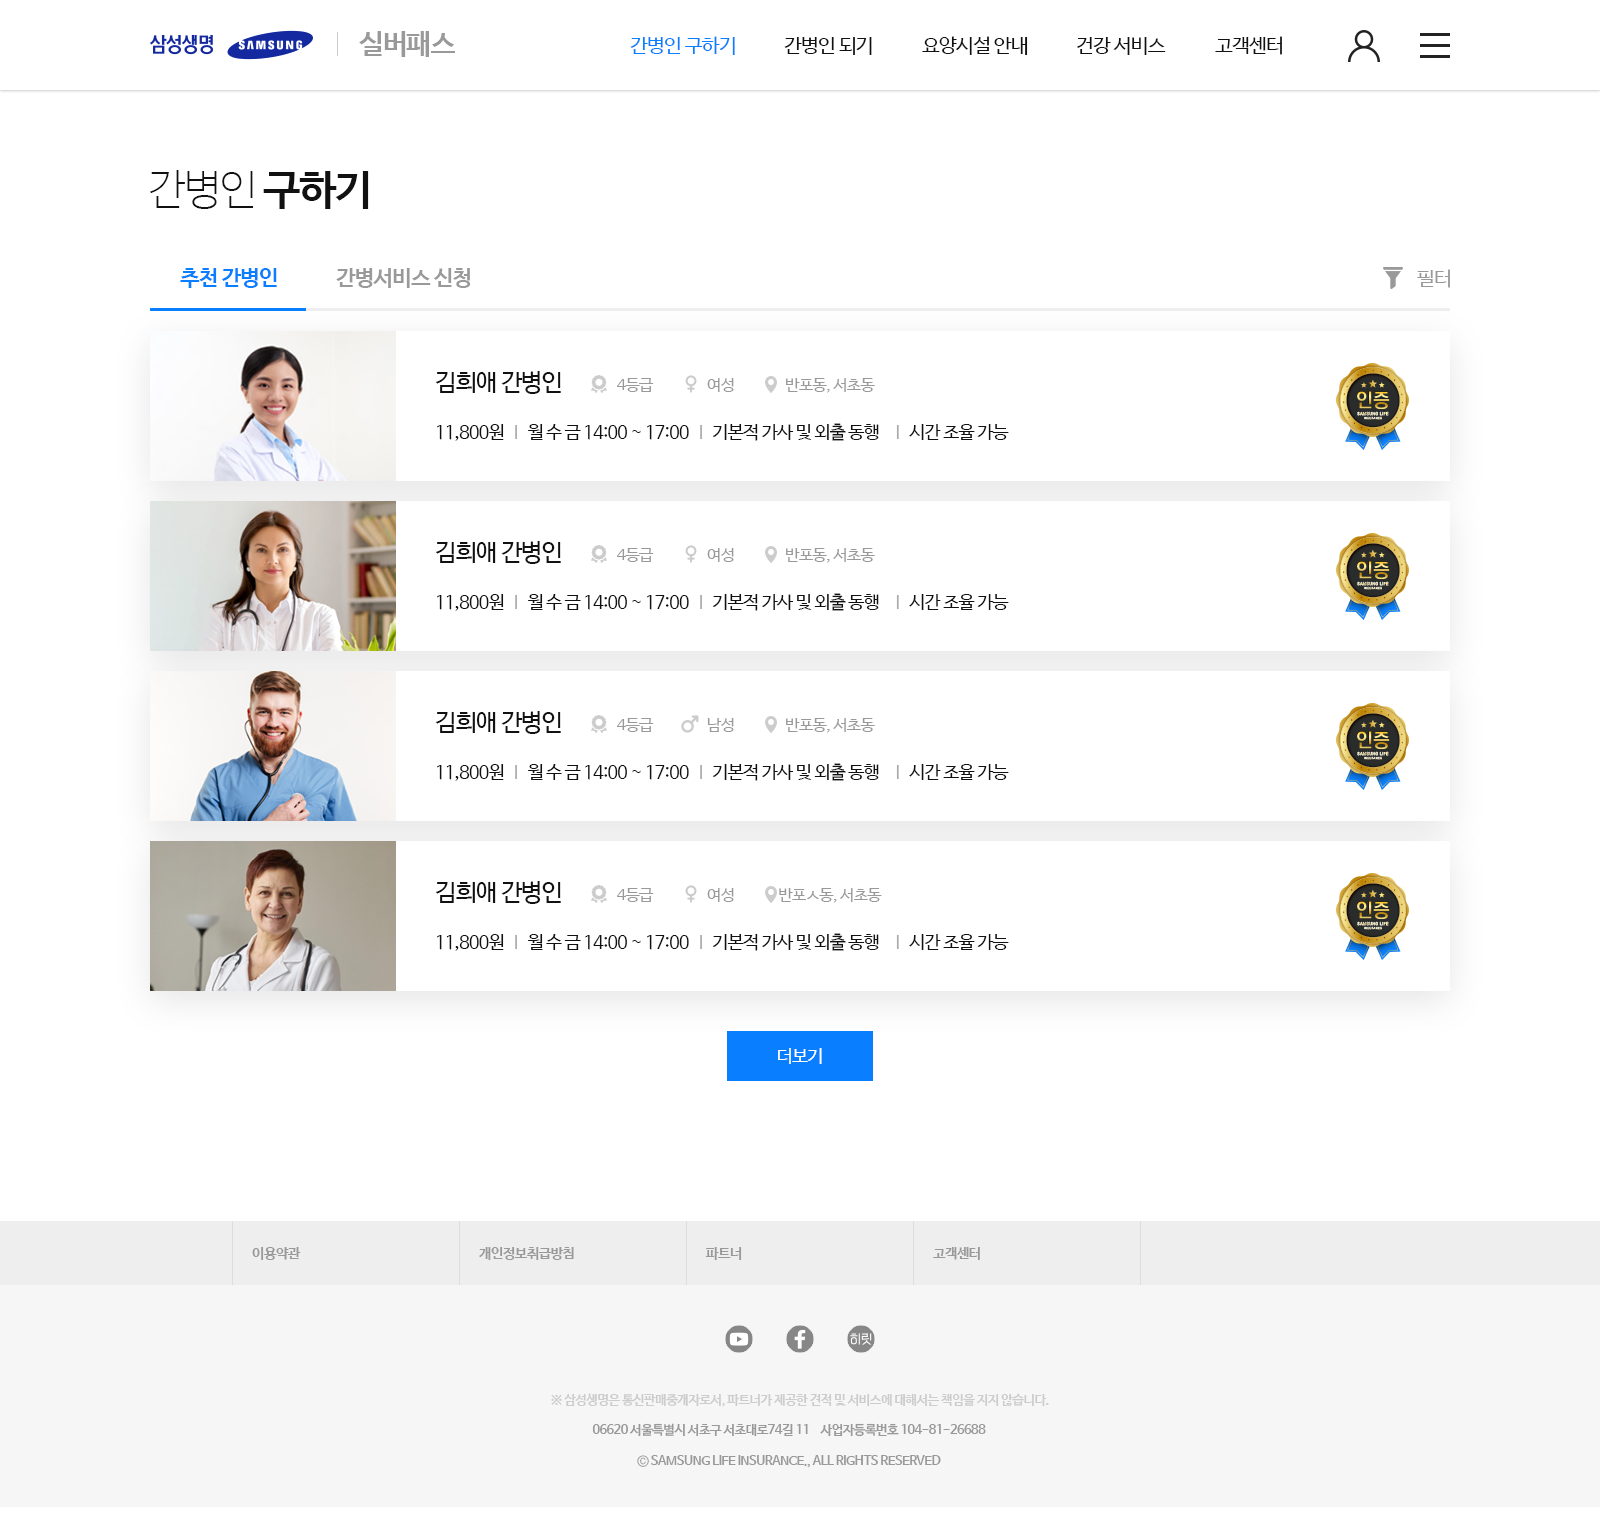 삼성생명 SAMSUNG 실버패스 간병인 구하기 간병인 되기 요양시설 안내 건강 서비스 고객센터
간병인 구하기
추천 간병인 간병서비스 신청 필터
김희애 간병인 4등급 여성 반포동, 서초동
11,800원 | 월 수 금 14:00 ~ 17:00 | 기본적 가사 및 외출 동행 | 시간 조율 가능
인증
SAMSUNG LIFE
INSURANCE
김희애 간병인 4등급 여성 반포동, 서초동
11,800원 | 월 수 금 14:00 ~ 17:00 | 기본적 가사 및 외출 동행 | 시간 조율 가능
인증
SAMSUNG LIFE
INSURANCE
김희애 간병인 4등급 남성 반포동, 서초동
11,800원 | 월 수 금 14:00 ~ 17:00 | 기본적 가사 및 외출 동행 | 시간 조율 가능
인증
SAMSUNG LIFE
INSURANCE
김희애 간병인 4등급 여성 반포ㅅ동, 서초동
11,800원 | 월 수 금 14:00 ~ 17:00 | 기본적 가사 및 외출 동행 | 시간 조율 가능
인증
SAMSUNG LIFE
INSURANCE
더보기
이용약관 개인정보취급방침 파트너 고객센터
히릿
※ 삼성생명은 통신판매중개자로서, 파트너가 제공한 견적 및 서비스에 대해서는 책임을 지지 않습니다.
06620 서울특별시 서초구 서초대로74길 11 사업자등록번호 104-81-26688
ⓒ SAMSUNG LIFE INSURANCE., ALL RIGHTS RESERVED